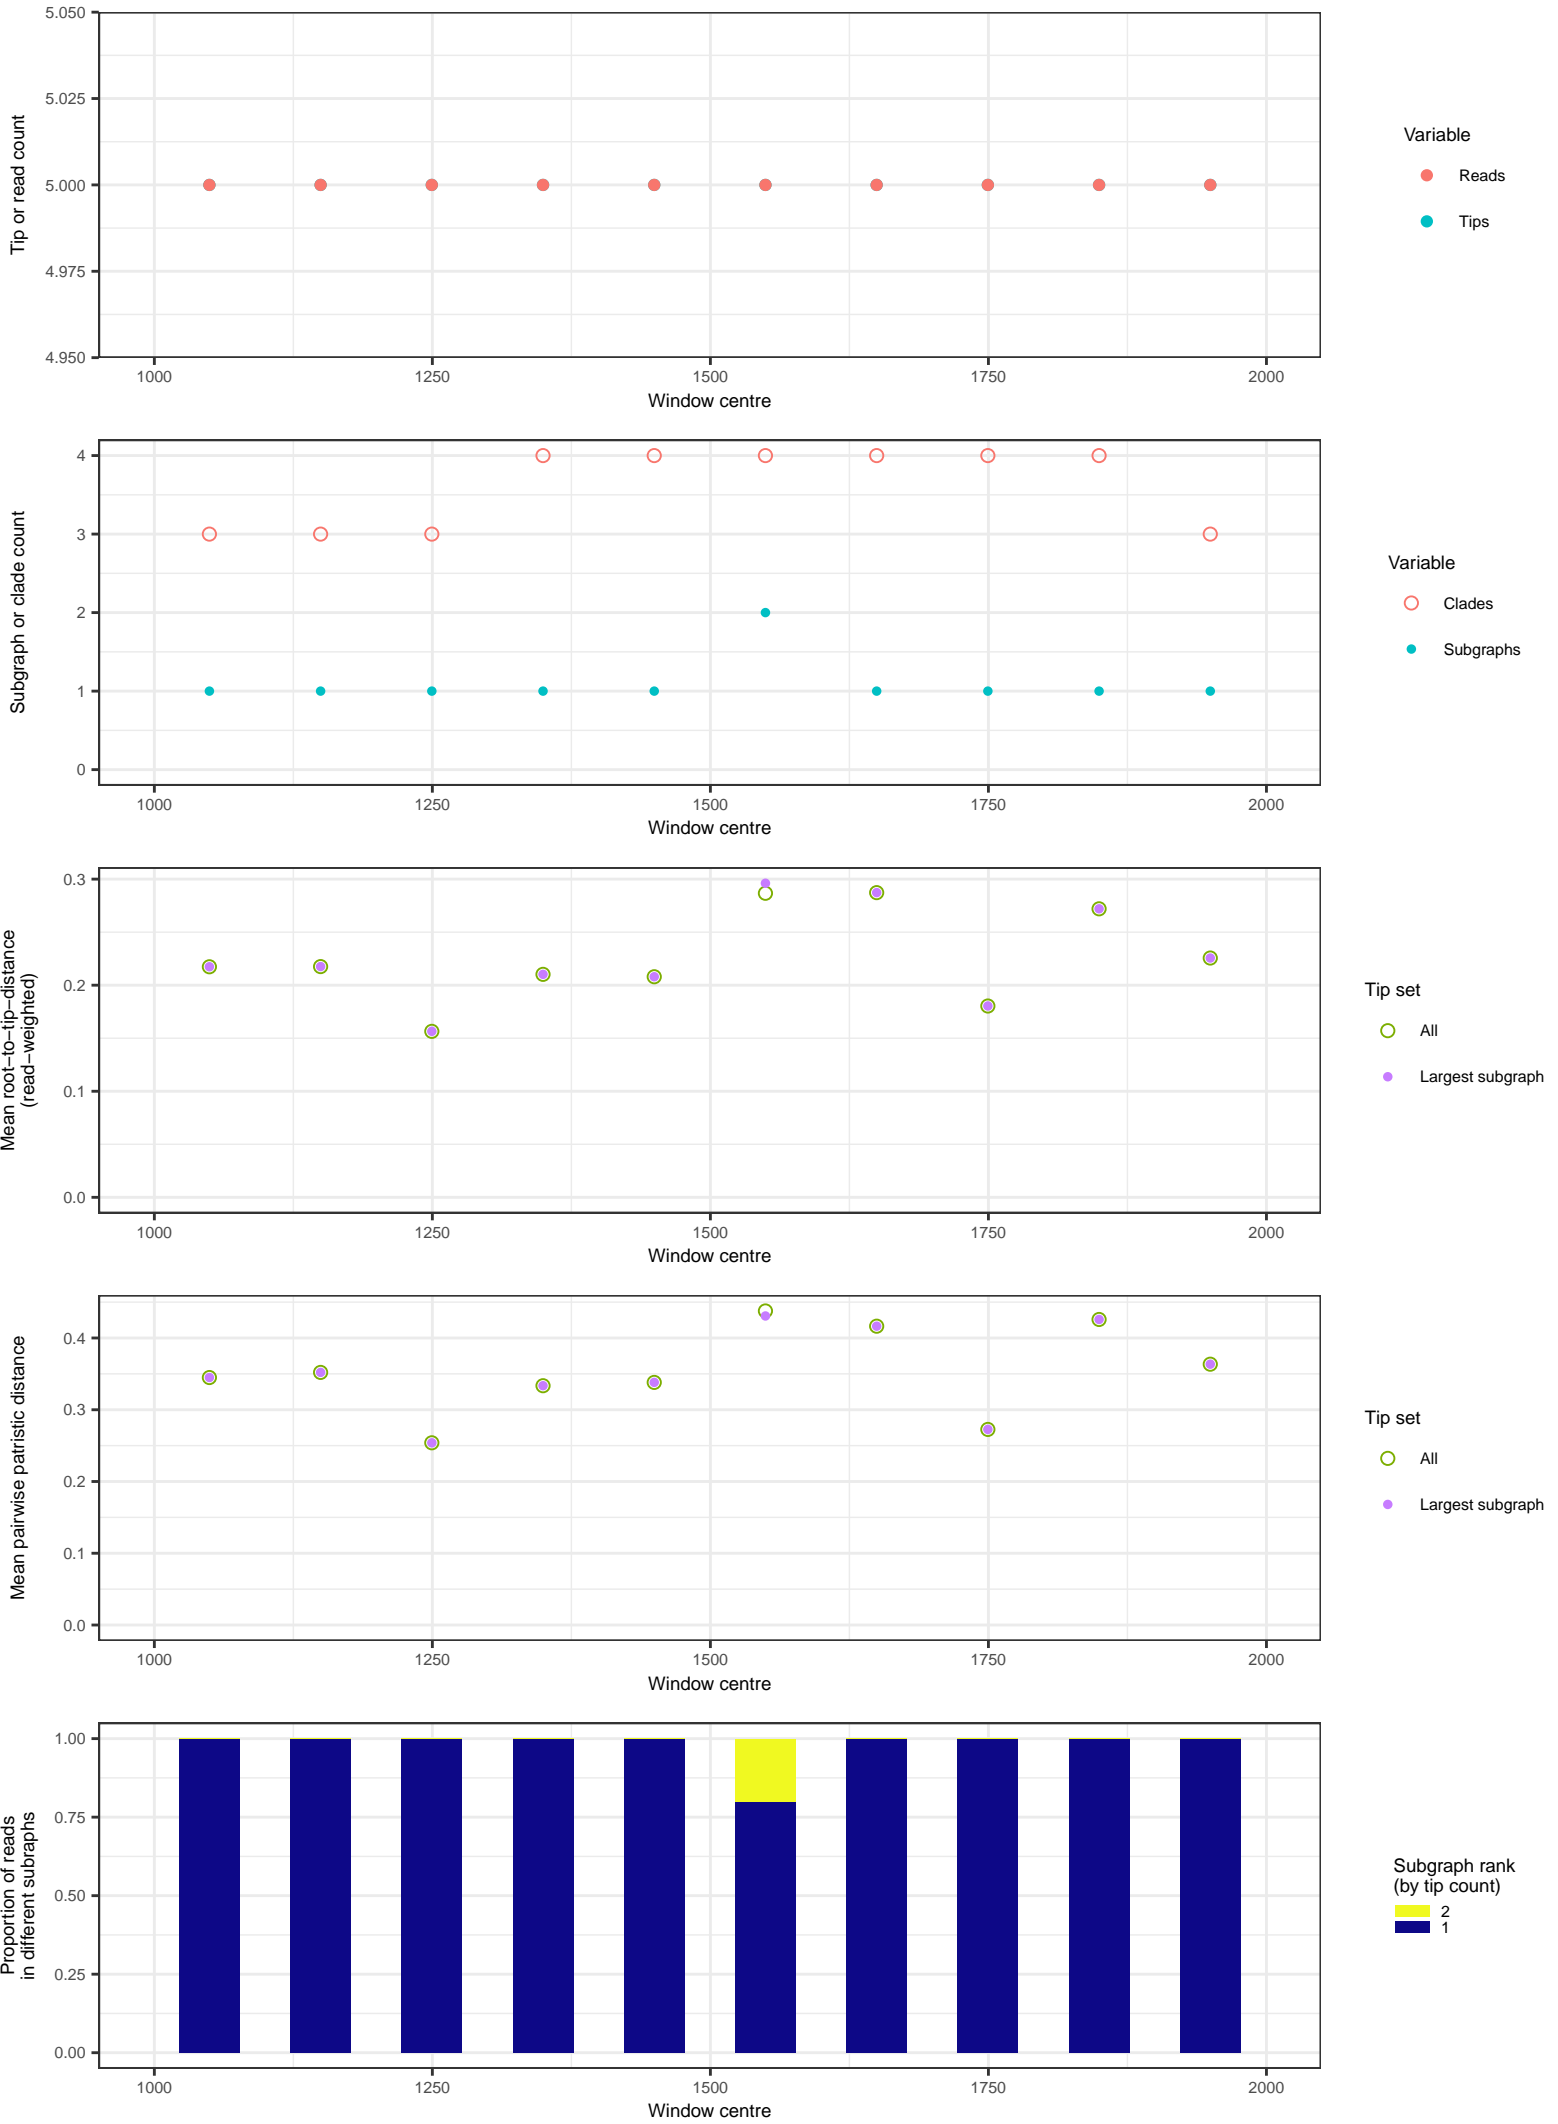 Tip or read count
5.050
5.025
5.000
4.975
4.950
1000 1250 1500 1750 2000
Window centre
Variable
Reads
Tips
Subgraph or clade count
4
3
2
1
0
1000 1250 1500 1750 2000
Window centre
Variable
Clades
Subgraphs
Mean root−to−tip−distance
(read−weighted)
0.3
0.2
0.1
0.0
1000 1250 1500 1750 2000
Window centre
Tip set
All
Largest subgraph
Mean pairwise patristic distance
0.4
0.3
0.2
0.1
0.0
1000 1250 1500 1750 2000
Window centre
Tip set
All
Largest subgraph
Proportion of reads
in different subraphs
1.00
0.75
0.50
0.25
0.00
1000 1250 1500 1750 2000
Window centre
Subgraph rank
(by tip count)
2
1